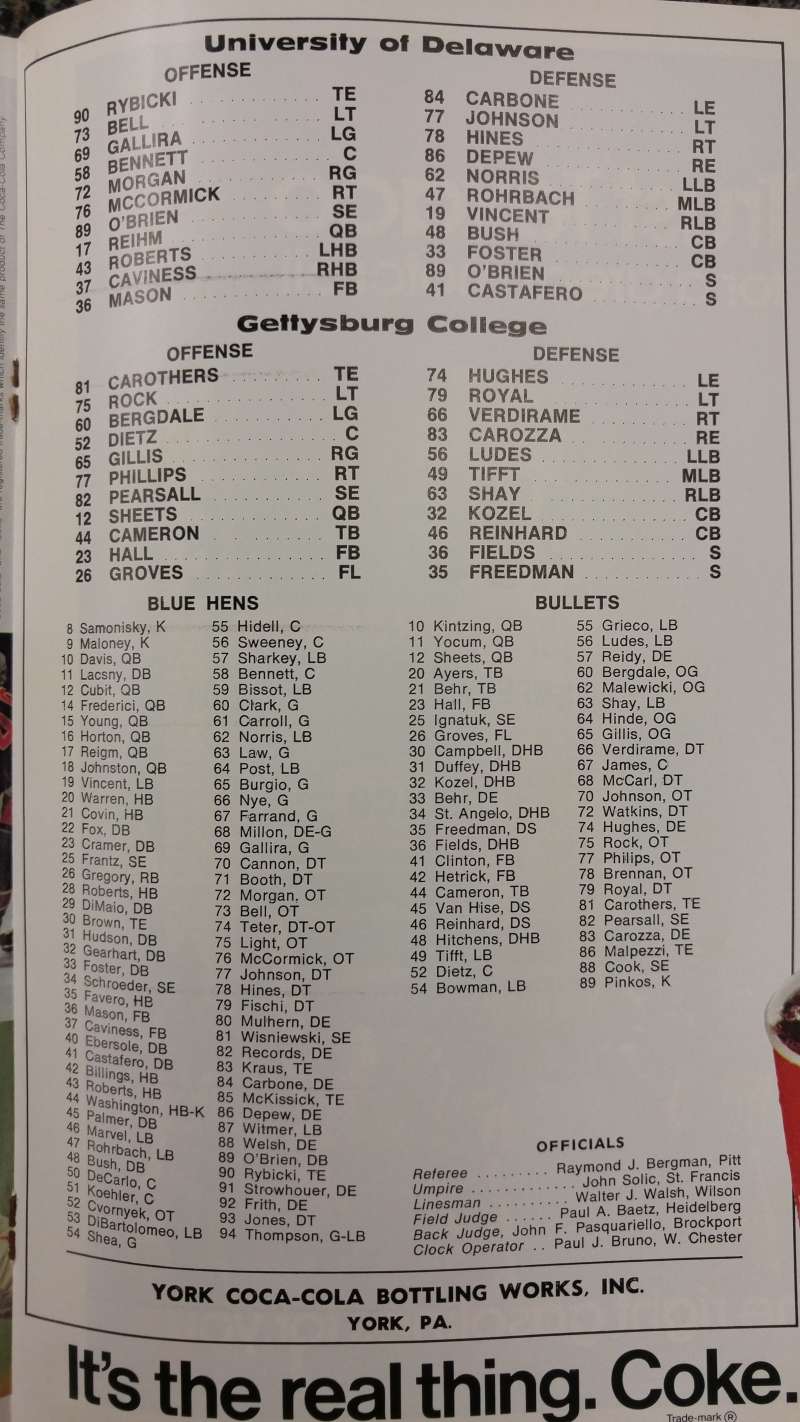 University of Delaware
OFFENSE
90 RYBICKI . . . . . . . . . . . . TE
73 BELL . . . . . . . . . . . . LT
69 GALLIRA . . . . . . . . . . . . LG
58 BENNETT . . . . . . . . . . . . C
72 MORGAN . . . . . . . . . . . . RG
76 MCCORMICK . . . . . . . . . . . . RT
89 O'BRIEN . . . . . . . . . . . . SE
17 REIHM . . . . . . . . . . . . QB
43 ROBERTS . . . . . . . . . . . . LHB
37 CAVINESS . . . . . . . . . . . . RHB
36 MASON . . . . . . . . . . . . FB
DEFENSE
84 CARBONE . . . . . . . . . . . . LE
77 JOHNSON . . . . . . . . . . . . LT
78 HINES . . . . . . . . . . . . RT
86 DEPEW . . . . . . . . . . . . RE
62 NORRIS . . . . . . . . . . . . LLB
47 ROHRBACH . . . . . . . . . . . . MLB
19 VINCENT . . . . . . . . . . . . RLB
48 BUSH . . . . . . . . . . . . CB
33 FOSTER . . . . . . . . . . . . CB
89 O'BRIEN . . . . . . . . . . . . S
41 CASTAFERO . . . . . . . . . . . . S
Gettysburg College
OFFENSE
81 CAROTHERS . . . . . . . . . . . . TE
75 ROCK . . . . . . . . . . . . LT
60 BERGDALE . . . . . . . . . . . . LG
52 DIETZ . . . . . . . . . . . . C
65 GILLIS . . . . . . . . . . . . RG
77 PHILLIPS . . . . . . . . . . . . RT
82 PEARSALL . . . . . . . . . . . . SE
12 SHEETS . . . . . . . . . . . . QB
44 CAMERON . . . . . . . . . . . . TB
23 HALL . . . . . . . . . . . . FB
26 GROVES . . . . . . . . . . . . FL
DEFENSE
74 HUGHES . . . . . . . . . . . . LE
79 ROYAL . . . . . . . . . . . . LT
66 VERDIRAME . . . . . . . . . . . . RT
83 CAROZZA . . . . . . . . . . . . RE
56 LUDES . . . . . . . . . . . . LLB
49 TIFFT . . . . . . . . . . . . MLB
63 SHAY . . . . . . . . . . . . RLB
32 KOZEL . . . . . . . . . . . . CB
46 REINHARD . . . . . . . . . . . . CB
36 FIELDS . . . . . . . . . . . . S
35 FREEDMAN . . . . . . . . . . . . S
BLUE HENS
8 Samonisky, K
9 Maloney, K
10 Davis, QB
11 Lacsny, DB
12 Cubit, QB
14 Frederici, QB
15 Young, QB
16 Horton, QB
17 Reigm, QB
18 Johnston, QB
19 Vincent, LB
20 Warren, HB
21 Covin, HB
22 Fox, DB
23 Cramer, DB
25 Frantz, SE
26 Gregory, RB
28 Roberts, HB
29 DiMaio, DB
30 Brown, TE
31 Hudson, DB
32 Gearhart, DB
33 Foster, DB
34 Schroeder, SE
35 Favero, HB
36 Mason, FB
37 Caviness, FB
40 Ebersole, DB
41 Castafero, DB
42 Billings, HB
43 Roberts, HB
44 Washington, HB-K
45 Palmer, DB
46 Marvel, LB
47 Rohrbach, LB
48 Bush, DB
50 DeCarlo, C
51 Koehler, C
52 Cvornyek, OT
53 DiBartolomeo, LB
54 Shea, G
55 Hidell, C
56 Sweeney, C
57 Sharkey, LB
58 Bennett, C
59 Bissot, LB
60 Clark, G
61 Carroll, G
62 Norris, LB
63 Law, G
64 Post, LB
65 Burgio, G
66 Nye, G
67 Farrand, G
68 Millon, DE-G
69 Gallira, G
70 Cannon, DT
71 Booth, DT
72 Morgan, OT
73 Bell, OT
74 Teter, DT-OT
75 Light, OT
76 McCormick, OT
77 Johnson, DT
78 Hines, DT
79 Fischi, DT
80 Mulhern, DE
81 Wisniewski, SE
82 Records, DE
83 Kraus, TE
84 Carbone, DE
85 McKissick, TE
86 Depew, DE
87 Witmer, LB
88 Welsh, DE
89 O'Brien, DB
90 Rybicki, TE
91 Strowhouer, DE
92 Frith, DE
93 Jones, DT
94 Thompson, G-LB
BULLETS
10 Kintzing, QB
11 Yocum, QB
12 Sheets, QB
20 Ayers, TB
21 Behr, TB
23 Hall, FB
25 Ignatuk, SE
26 Groves, FL
30 Campbell, DHB
31 Duffey, DHB
32 Kozel, DHB
33 Behr, DE
34 St. Angelo, DHB
35 Freedman, DS
36 Fields, DHB
41 Clinton, FB
42 Hetrick, FB
44 Cameron, TB
45 Van Hise, DS
46 Reinhard, DS
48 Hitchens, DHB
49 Tifft, LB
52 Dietz, C
54 Bowman, LB
55 Grieco, LB
56 Ludes, LB
57 Reidy, DE
60 Bergdale, OG
62 Malewicki, OG
63 Shay, LB
64 Hinde, OG
65 Gillis, OG
66 Verdirame, DT
67 James, C
68 McCarl, DT
70 Johnson, OT
72 Watkins, DT
74 Hughes, DE
75 Rock, OT
77 Philips, OT
78 Brennan, OT
79 Royal, DT
81 Carothers, TE
82 Pearsall, SE
83 Carozza, DE
86 Malpezzi, TE
88 Cook, SE
89 Pinkos, K
OFFICIALS
Referee . . . . . . . . . Raymond J. Bergman, Pitt
Umpire . . . . . . . . . . . . John Solic, St. Francis
Linesman . . . . . . . . . . Walter J. Walsh, Wilson
Field Judge . . . . . . Paul A. Baetz, Heidelberg
Back Judge, John F. Pasquariello, Brockport
Clock Operator . . Paul J. Bruno, W. Chester
YORK COCA-COLA BOTTLING WORKS, INC.
YORK, PA.
It's the real thing. Coke.
Trade-mark ®